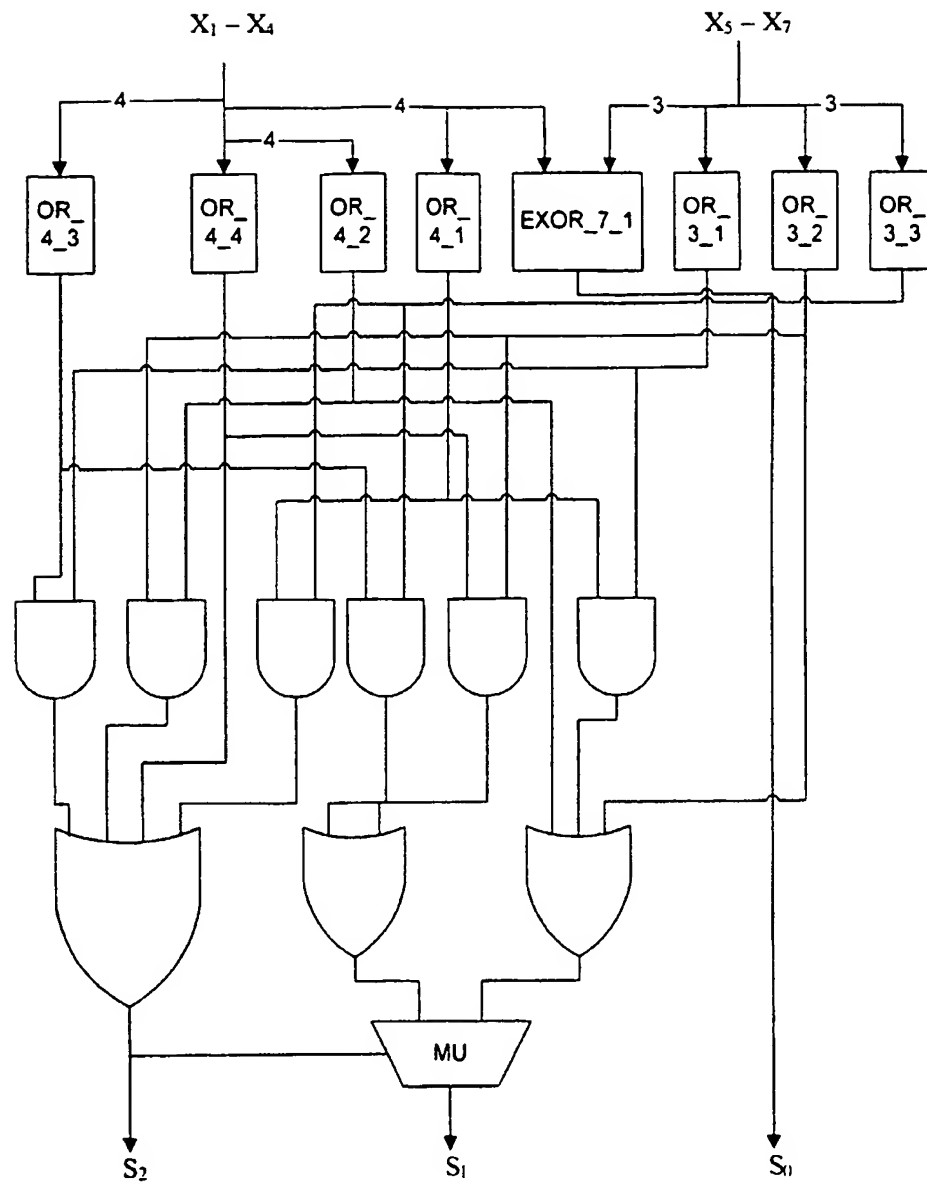 X₁ – X₄
X₅ – X₇
4
4
4
3
3
OR_
4_3
OR_
4_4
OR_
4_2
OR_
4_1
EXOR_7_1
OR_
3_1
OR_
3_2
OR_
3_3
MU
S₂
S₁
S₀